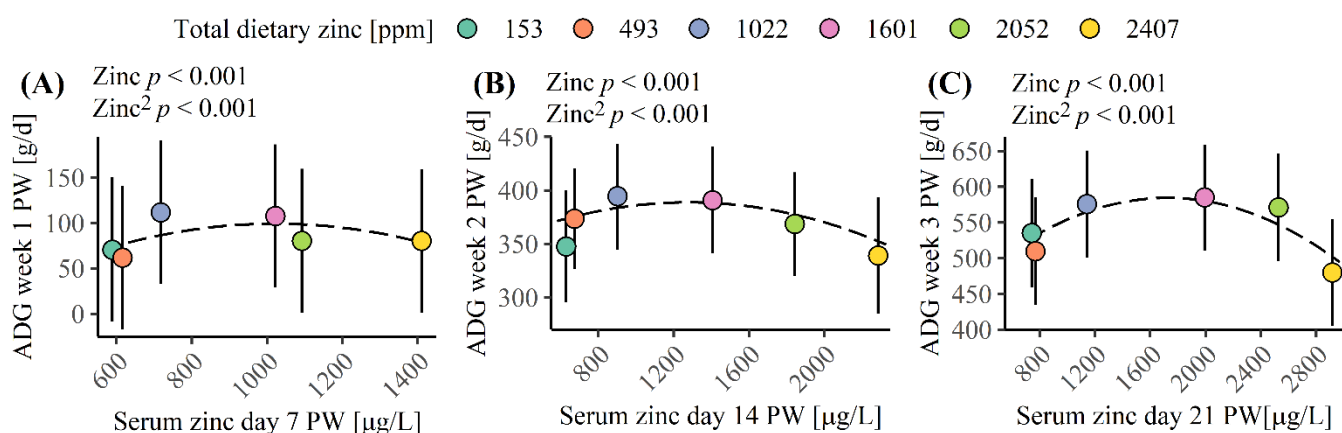 Total dietary zinc [ppm] 153 493 1022 1601 2052 2407
(A) Zinc p < 0.001
Zinc² p < 0.001
ADG week 1 PW [g/d]
150
100
50
0
600 800 1000 1200 1400
Serum zinc day 7 PW [µg/L]
(B) Zinc p < 0.001
Zinc² p < 0.001
ADG week 2 PW [g/d]
450
400
350
300
800 1200 1600 2000
Serum zinc day 14 PW [µg/L]
(C) Zinc p < 0.001
Zinc² p < 0.001
ADG week 3 PW [g/d]
650
600
550
500
450
400
800 1200 1600 2000 2400 2800
Serum zinc day 21 PW[µg/L]